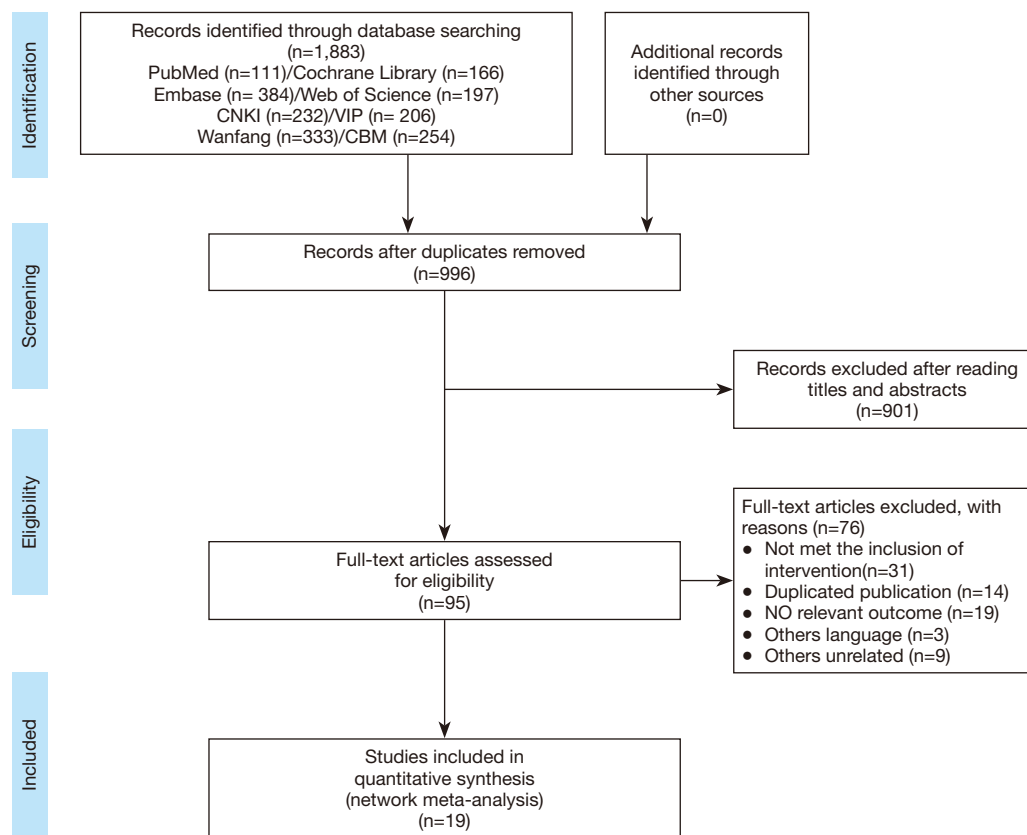 Identification
Records identified through database searching
(n=1,883)
PubMed (n=111)/Cochrane Library (n=166)
Embase (n= 384)/Web of Science (n=197)
CNKI (n=232)/VIP (n= 206)
Wanfang (n=333)/CBM (n=254)
Additional records
identified through
other sources
(n=0)
Screening
Records after duplicates removed
(n=996)
Records excluded after reading
titles and abstracts
(n=901)
Eligibility
Full-text articles assessed
for eligibility
(n=95)
Full-text articles excluded, with
reasons (n=76)
● Not met the inclusion of
intervention(n=31)
● Duplicated publication (n=14)
● NO relevant outcome (n=19)
● Others language (n=3)
● Others unrelated (n=9)
Included
Studies included in
quantitative synthesis
(network meta-analysis)
(n=19)